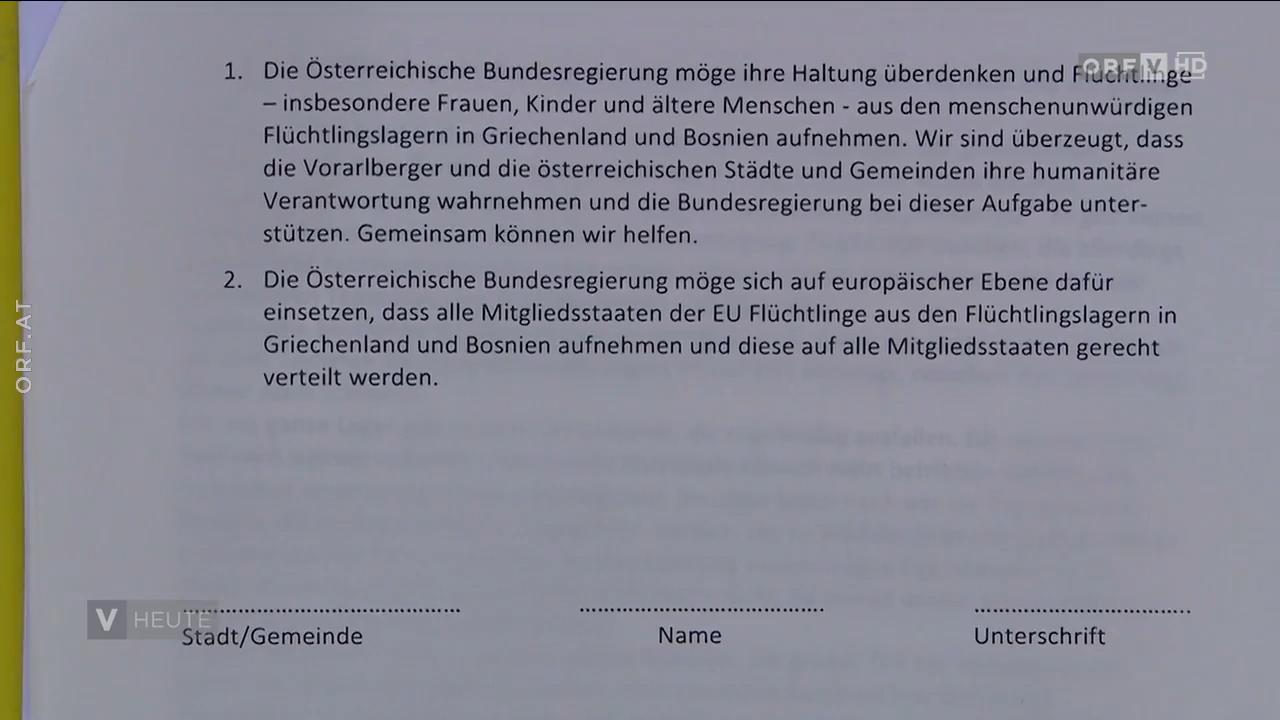 1. Die Österreichische Bundesregierung möge ihre Haltung überdenken und Flüchtlinge
– insbesondere Frauen, Kinder und ältere Menschen - aus den menschenunwürdigen
Flüchtlingslagern in Griechenland und Bosnien aufnehmen. Wir sind überzeugt, dass
die Vorarlberger und die österreichischen Städte und Gemeinden ihre humanitäre
Verantwortung wahrnehmen und die Bundesregierung bei dieser Aufgabe unter-
stützen. Gemeinsam können wir helfen.
2. Die Österreichische Bundesregierung möge sich auf europäischer Ebene dafür
einsetzen, dass alle Mitgliedsstaaten der EU Flüchtlinge aus den Flüchtlingslagern in
Griechenland und Bosnien aufnehmen und diese auf alle Mitgliedsstaaten gerecht
verteilt werden.
Stadt/Gemeinde Name Unterschrift
ORF V HD
ORF.AT
V HEUTE